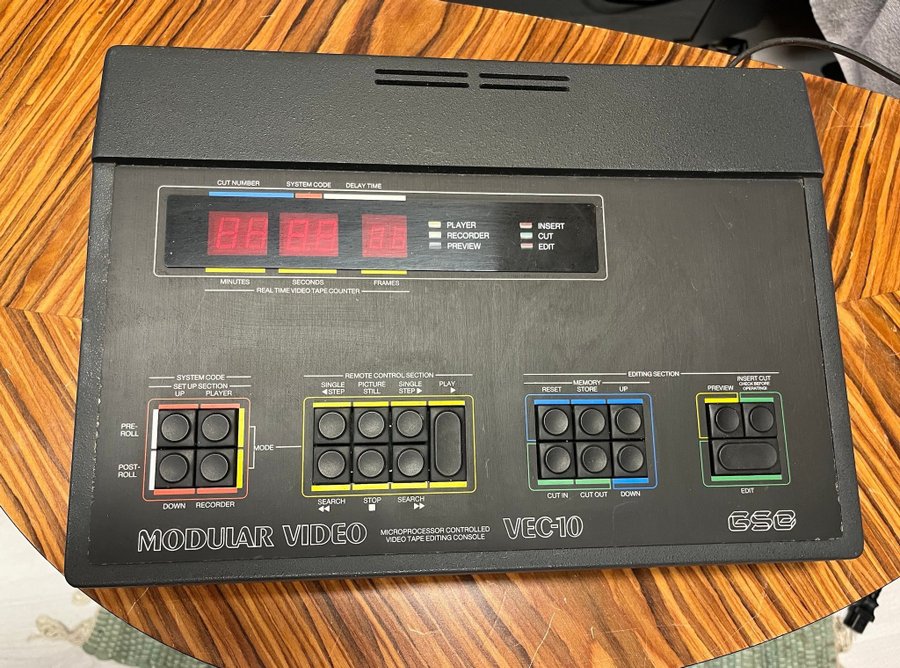 CUT NUMBER SYSTEM CODE DELAY TIME
PLAYER INSERT
RECORDER CUT
PREVIEW EDIT
MINUTES SECONDS FRAMES
REAL TIME VIDEO TAPE COUNTER
SYSTEM CODE
SET UP SECTION
UP PLAYER
PRE-
ROLL
POST-
ROLL
DOWN RECORDER
MODE
REMOTE CONTROL SECTION
SINGLE PICTURE SINGLE PLAY
◀STEP STILL STEP▶ ▶
SEARCH STOP SEARCH
◀◀ ■ ▶▶
EDITING SECTION
MEMORY
RESET STORE UP
CUT IN CUT OUT DOWN
INSERT CUT
PREVIEW CHECK BEFORE
OPERATING!
EDIT
MODULAR VIDEO
MICROPROCESSOR CONTROLLED
VIDEO TAPE EDITING CONSOLE
VEC-10
GSE